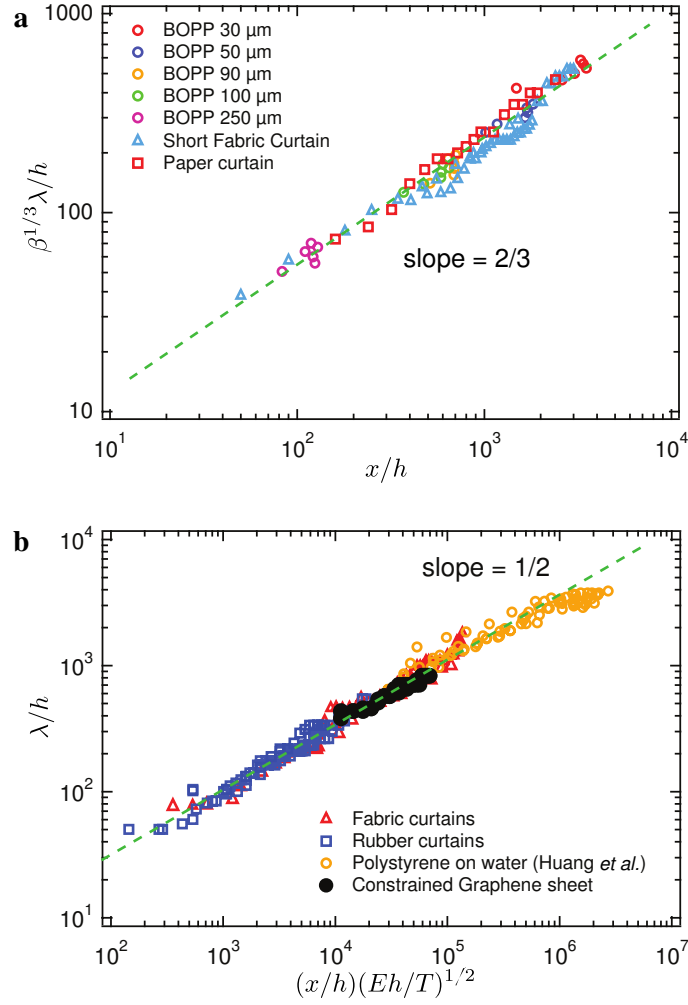 a
1000
100
10
β^{1/3}λ/h
BOPP 30 µm
BOPP 50 µm
BOPP 90 µm
BOPP 100 µm
BOPP 250 µm
Short Fabric Curtain
Paper curtain
slope = 2/3
10^1 10^2 10^3 10^4
x/h
b
10^4
10^3
10^2
10^1
λ/h
slope = 1/2
Fabric curtains
Rubber curtains
Polystyrene on water (Huang et al.)
Constrained Graphene sheet
10^2 10^3 10^4 10^5 10^6 10^7
(x/h)(Eh/T)^{1/2}